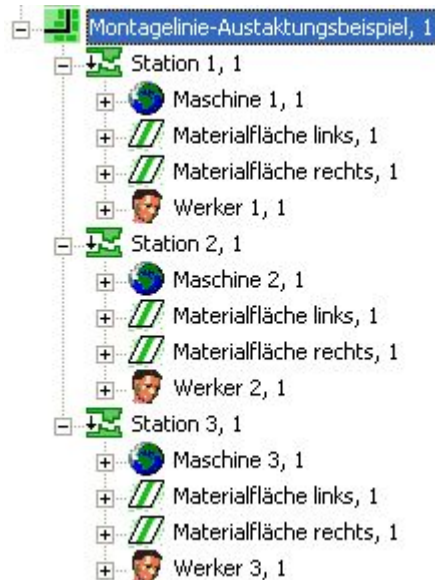 Montagelinie-Austaktungsbeispiel, 1
Station 1, 1
Maschine 1, 1
Materialfläche links, 1
Materialfläche rechts, 1
Werker 1, 1
Station 2, 1
Maschine 2, 1
Materialfläche links, 1
Materialfläche rechts, 1
Werker 2, 1
Station 3, 1
Maschine 3, 1
Materialfläche links, 1
Materialfläche rechts, 1
Werker 3, 1